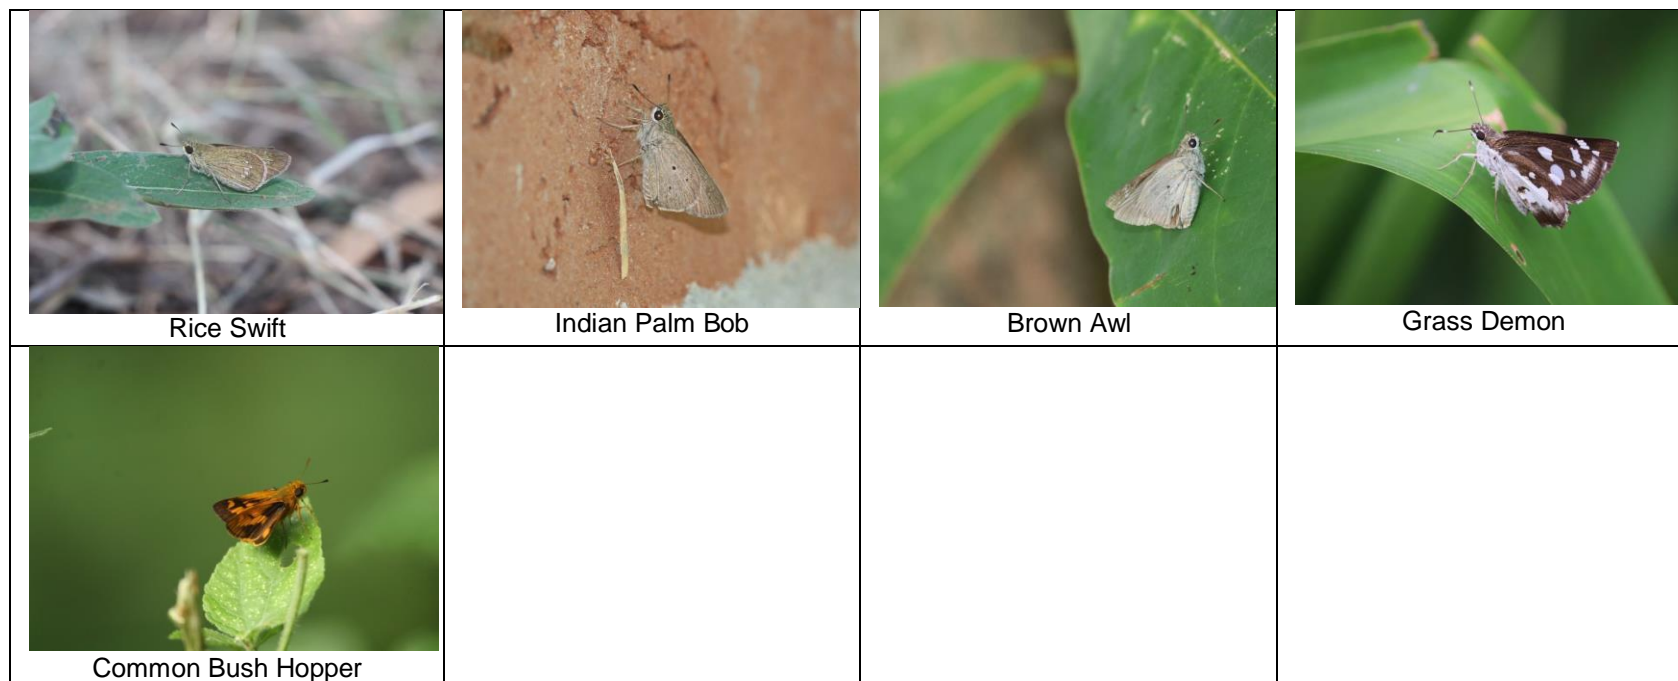 Rice Swift
Indian Palm Bob
Brown Awl
Grass Demon
Common Bush Hopper